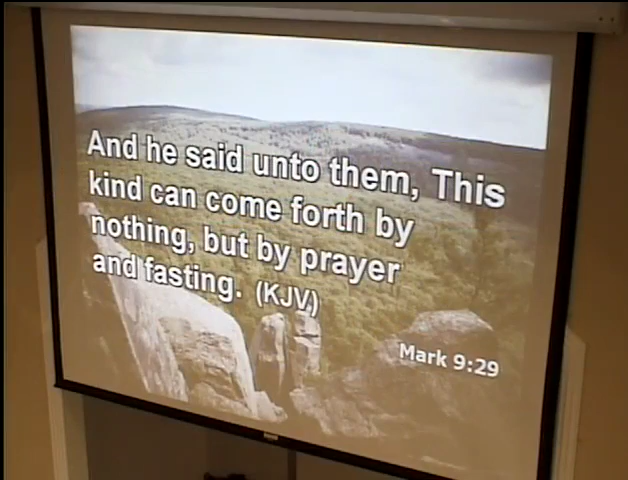 And he said unto them, This
kind can come forth by
nothing, but by prayer
and fasting. (KJV)
Mark 9:29